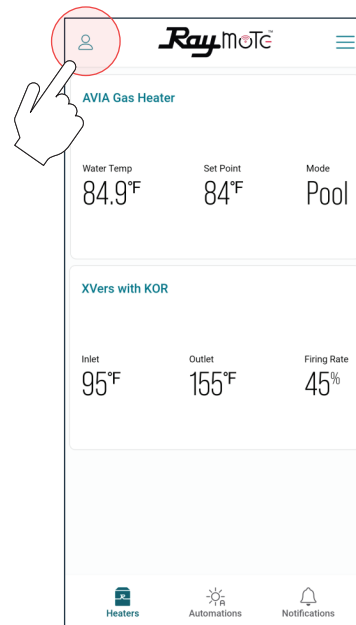 Raymote™
AVIA Gas Heater
Water Temp Set Point Mode
84.9°F 84°F Pool
XVers with KOR
Inlet Outlet Firing Rate
95°F 155°F 45%
Heaters Automations Notifications